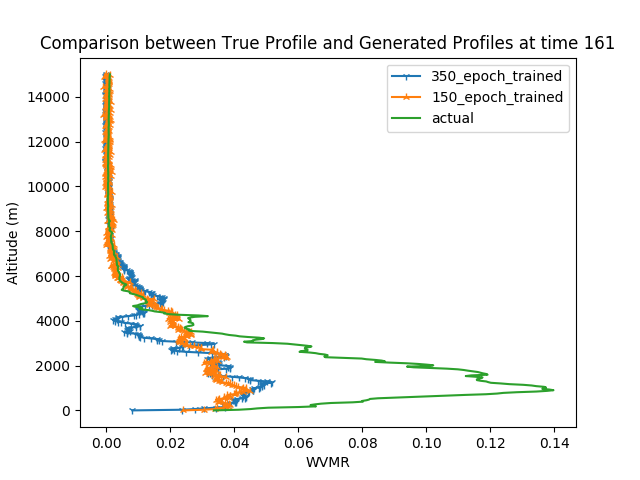 Comparison between True Profile and Generated Profiles at time 161
350_epoch_trained
150_epoch_trained
actual
14000
12000
10000
8000
6000
4000
2000
0
Altitude (m)
0.00 0.02 0.04 0.06 0.08 0.10 0.12 0.14
WVMR